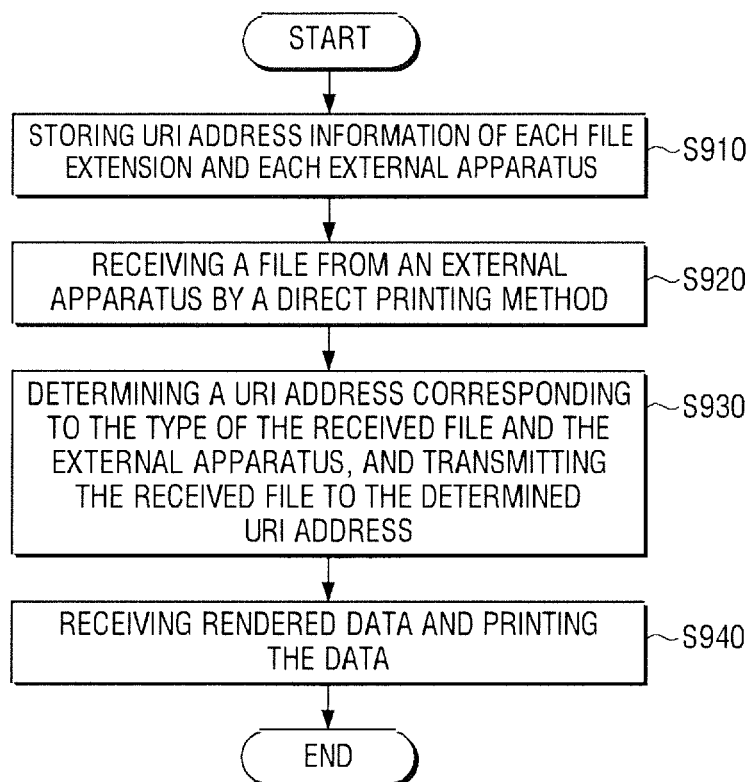 START
STORING URI ADDRESS INFORMATION OF EACH FILE
EXTENSION AND EACH EXTERNAL APPARATUS
S910
RECEIVING A FILE FROM AN EXTERNAL
APPARATUS BY A DIRECT PRINTING METHOD
S920
DETERMINING A URI ADDRESS CORRESPONDING
TO THE TYPE OF THE RECEIVED FILE AND THE
EXTERNAL APPARATUS, AND TRANSMITTING
THE RECEIVED FILE TO THE DETERMINED
URI ADDRESS
S930
RECEIVING RENDERED DATA AND PRINTING
THE DATA
S940
END